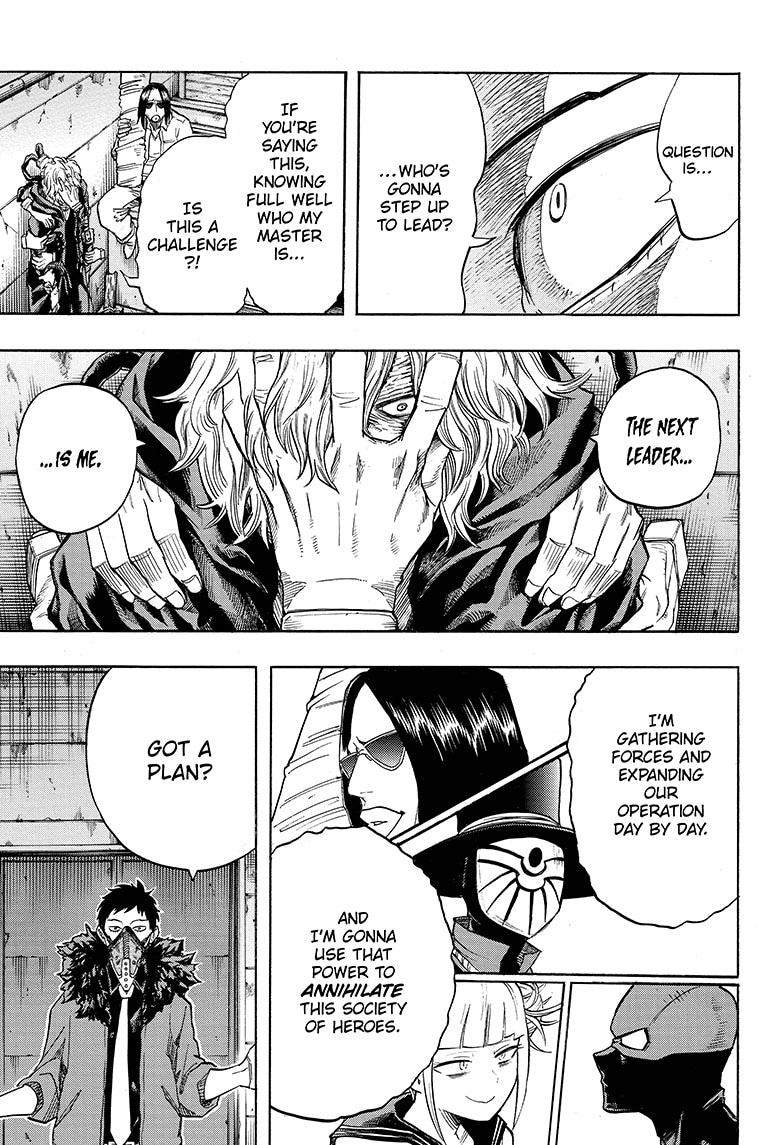 QUESTION
IS...
...WHO'S
GONNA
STEP UP
TO LEAD?
IF
YOU'RE
SAYING
THIS,
KNOWING
FULL WELL
WHO MY
MASTER
IS...
IS
THIS A
CHALLENGE
?!
THE NEXT
LEADER...
...IS ME.
I'M
GATHERING
FORCES AND
EXPANDING
OUR
OPERATION
DAY BY DAY.
AND
I'M GONNA
USE THAT
POWER TO
ANNIHILATE
THIS SOCIETY
OF HEROES.
GOT A
PLAN?